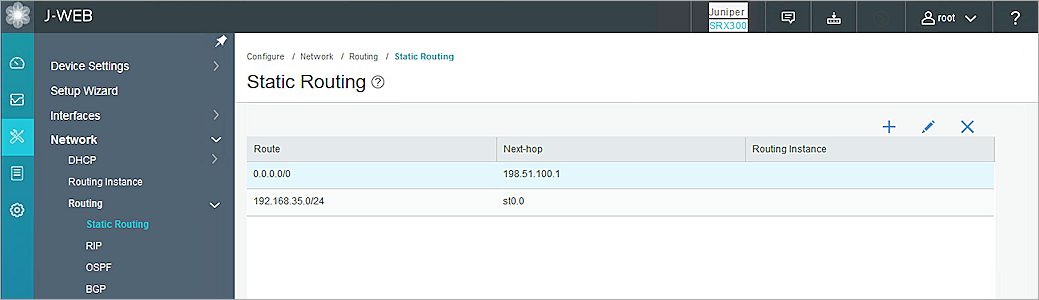 J-WEB
Juniper
SRX300
root
?
Device Settings
Setup Wizard
Interfaces
Network
DHCP
Routing Instance
Routing
Static Routing
RIP
OSPF
BGP
Configure / Network / Routing / Static Routing
Static Routing ?
Route Next-hop Routing Instance
0.0.0.0/0 198.51.100.1
192.168.35.0/24 st0.0